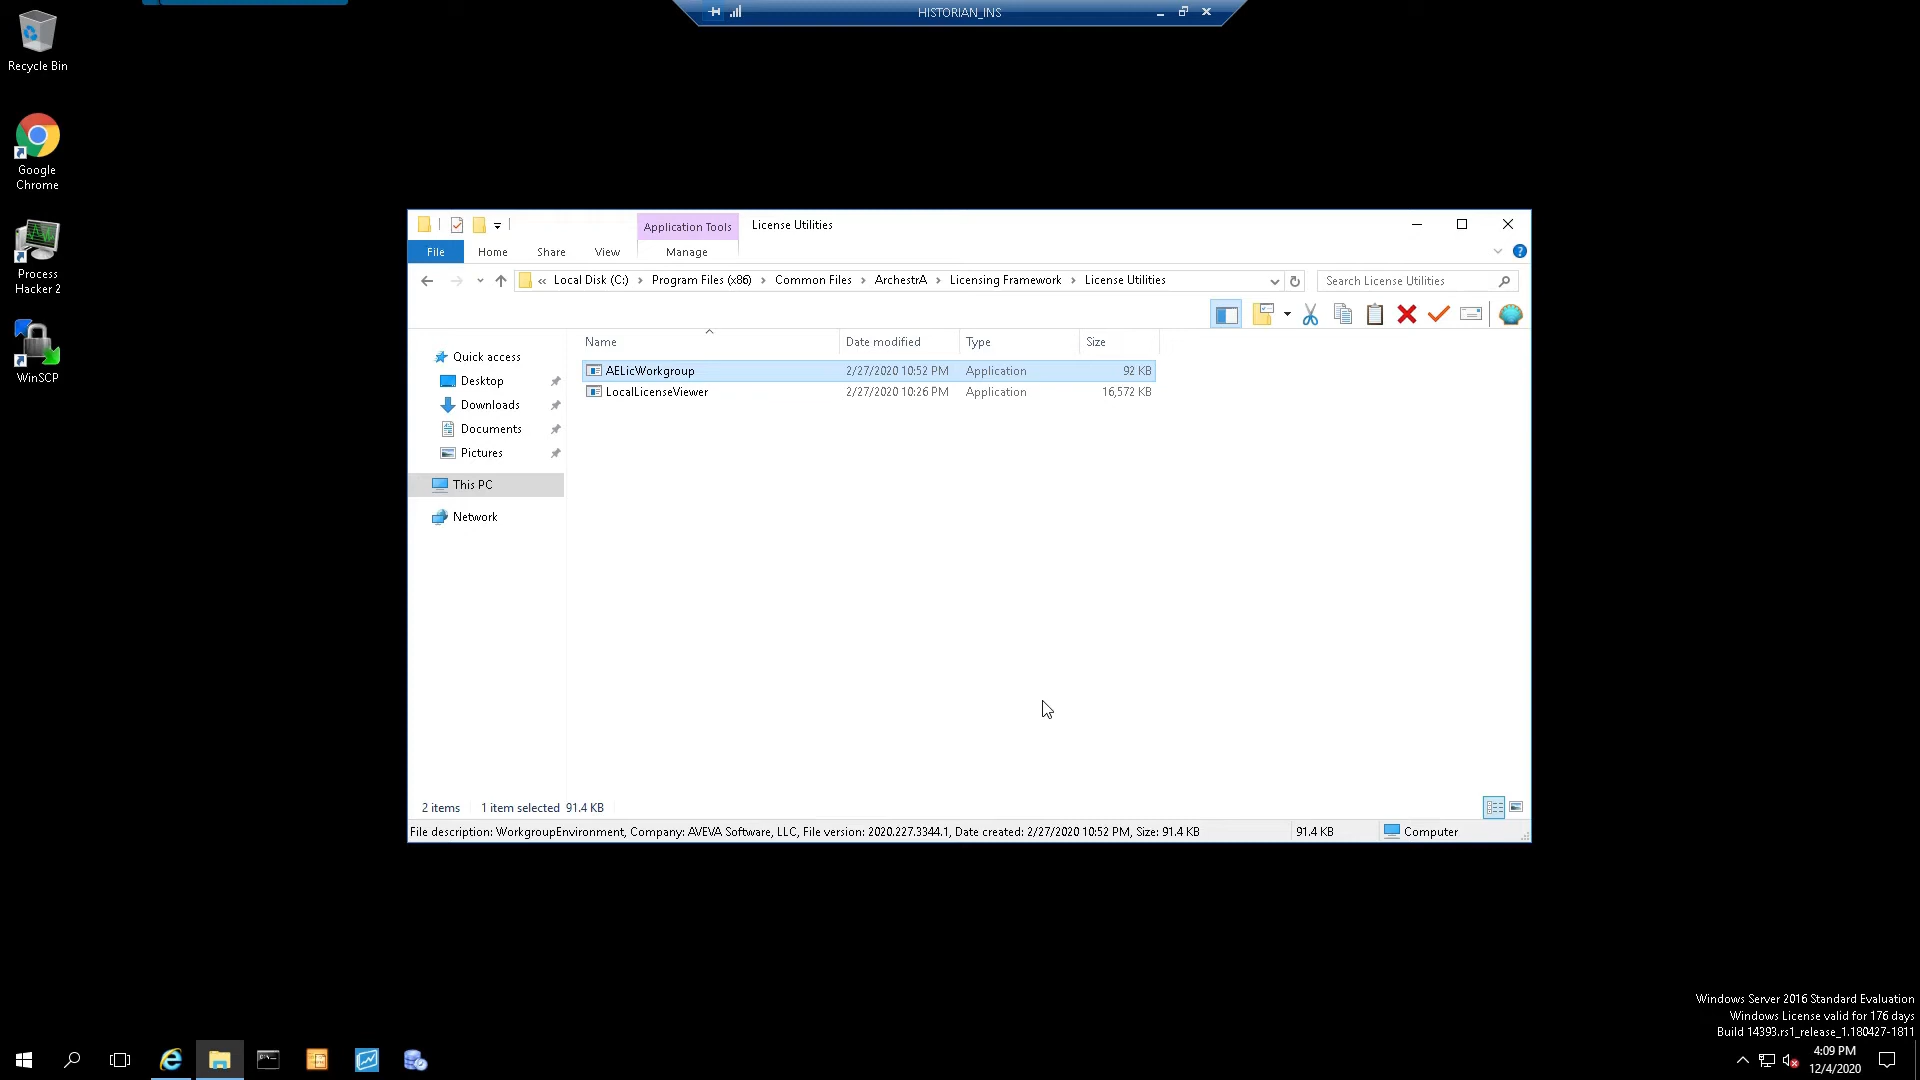 HISTORIAN_INS
Recycle Bin
Google
Chrome
Process
Hacker 2
WinSCP
Application Tools
License Utilities
File
Home
Share
View
Manage
« Local Disk (C:) > Program Files (x86) > Common Files > ArchestrA > Licensing Framework > License Utilities
Search License Utilities
Name
Date modified
Type
Size
Quick access
Desktop
Downloads
Documents
Pictures
This PC
Network
AELicWorkgroup 2/27/2020 10:52 PM Application 92 KB
LocalLicenseViewer 2/27/2020 10:26 PM Application 16,572 KB
2 items 1 item selected 91.4 KB
File description: WorkgroupEnvironment, Company: AVEVA Software, LLC, File version: 2020.227.3344.1, Date created: 2/27/2020 10:52 PM, Size: 91.4 KB
91.4 KB
Computer
Windows Server 2016 Standard Evaluation
Windows License valid for 176 days
Build 14393.rs1_release_1.180427-1811
4:09 PM
12/4/2020